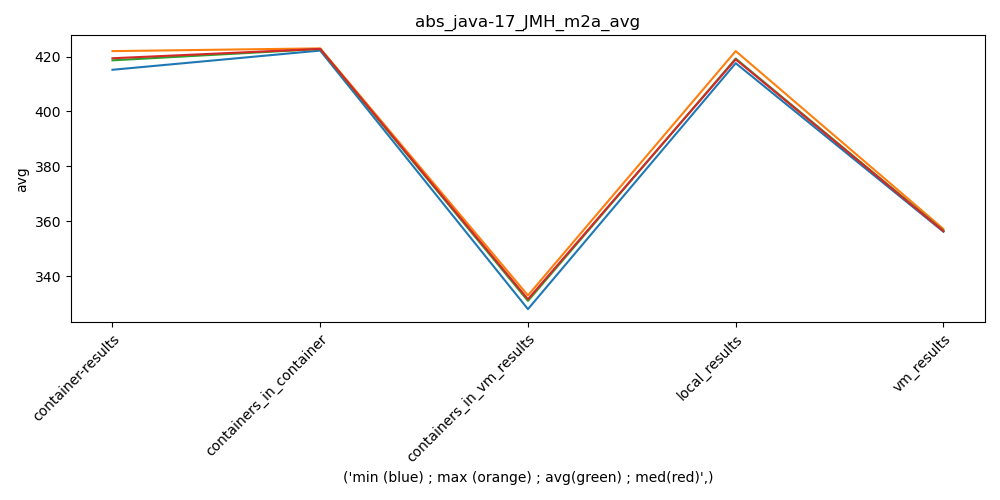 abs_java-17_JMH_m2a_avg
avg
420
400
380
360
340
container-results
containers_in_container
containers_in_vm_results
local_results
vm_results
('min (blue) ; max (orange) ; avg(green) ; med(red)',)